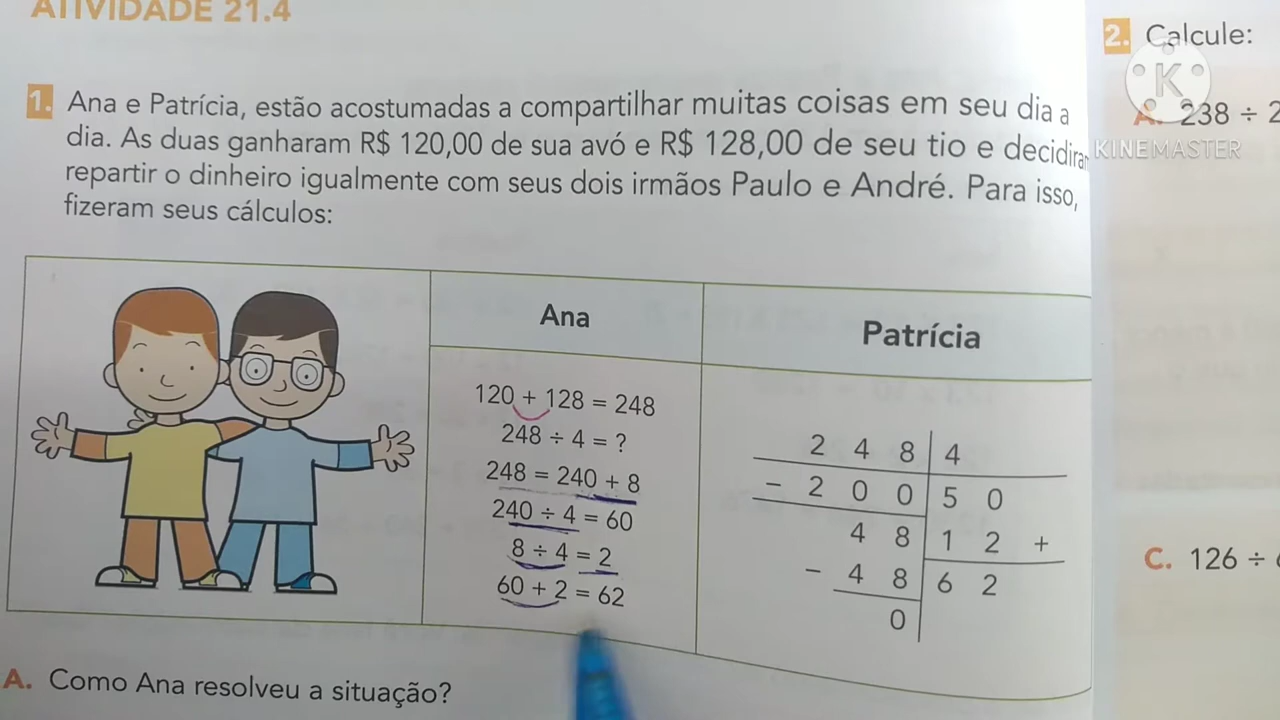 ATIVIDADE 21.4
1. Ana e Patrícia, estão acostumadas a compartilhar muitas coisas em seu dia a
dia. As duas ganharam R$ 120,00 de sua avó e R$ 128,00 de seu tio e decidiram
repartir o dinheiro igualmente com seus dois irmãos Paulo e André. Para isso,
fizeram seus cálculos:
Ana
120 + 128 = 248
248 ÷ 4 = ?
248 = 240 + 8
240 ÷ 4 = 60
8 ÷ 4 = 2
60 + 2 = 62
Patrícia
2 4 8 4
- 2 0 0 5 0
4 8 1 2 +
- 4 8 6 2
0
A. Como Ana resolveu a situação?
2. Calcule:
A. 238 ÷ 2
K
KINEMASTER
C. 126 ÷